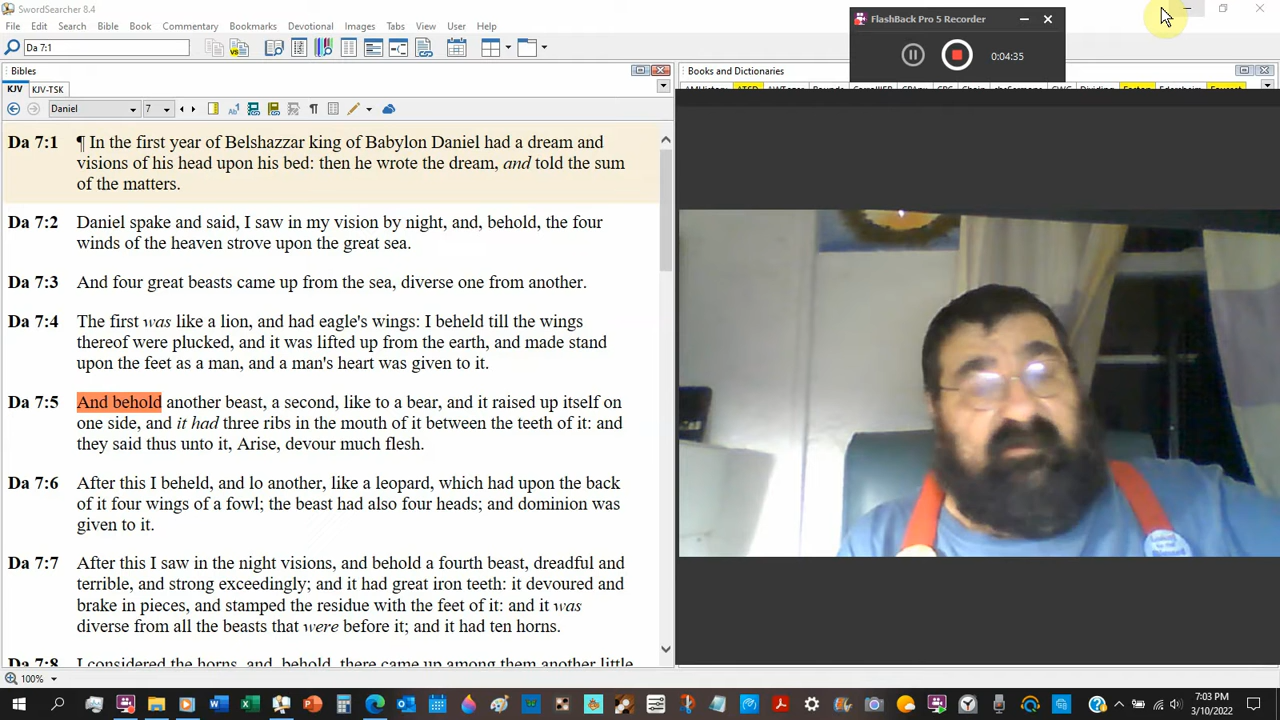 SwordSearcher 8.4
File Edit Search Bible Book Commentary Bookmarks Devotional Images Tabs View User Help
Da 7:1
FlashBack Pro 5 Recorder
0:04:35
Bibles
KJV KJV-TSK
Daniel 7
Books and Dictionaries
Da 7:1 ¶ In the first year of Belshazzar king of Babylon Daniel had a dream and
visions of his head upon his bed: then he wrote the dream, and told the sum
of the matters.
Da 7:2 Daniel spake and said, I saw in my vision by night, and, behold, the four
winds of the heaven strove upon the great sea.
Da 7:3 And four great beasts came up from the sea, diverse one from another.
Da 7:4 The first was like a lion, and had eagle's wings: I beheld till the wings
thereof were plucked, and it was lifted up from the earth, and made stand
upon the feet as a man, and a man's heart was given to it.
Da 7:5 And behold another beast, a second, like to a bear, and it raised up itself on
one side, and it had three ribs in the mouth of it between the teeth of it: and
they said thus unto it, Arise, devour much flesh.
Da 7:6 After this I beheld, and lo another, like a leopard, which had upon the back
of it four wings of a fowl; the beast had also four heads; and dominion was
given to it.
Da 7:7 After this I saw in the night visions, and behold a fourth beast, dreadful and
terrible, and strong exceedingly; and it had great iron teeth: it devoured and
brake in pieces, and stamped the residue with the feet of it: and it was
diverse from all the beasts that were before it; and it had ten horns.
Da 7:8 I considered the horns, and, behold, there came up among them another little
100%
7:03 PM
3/10/2022